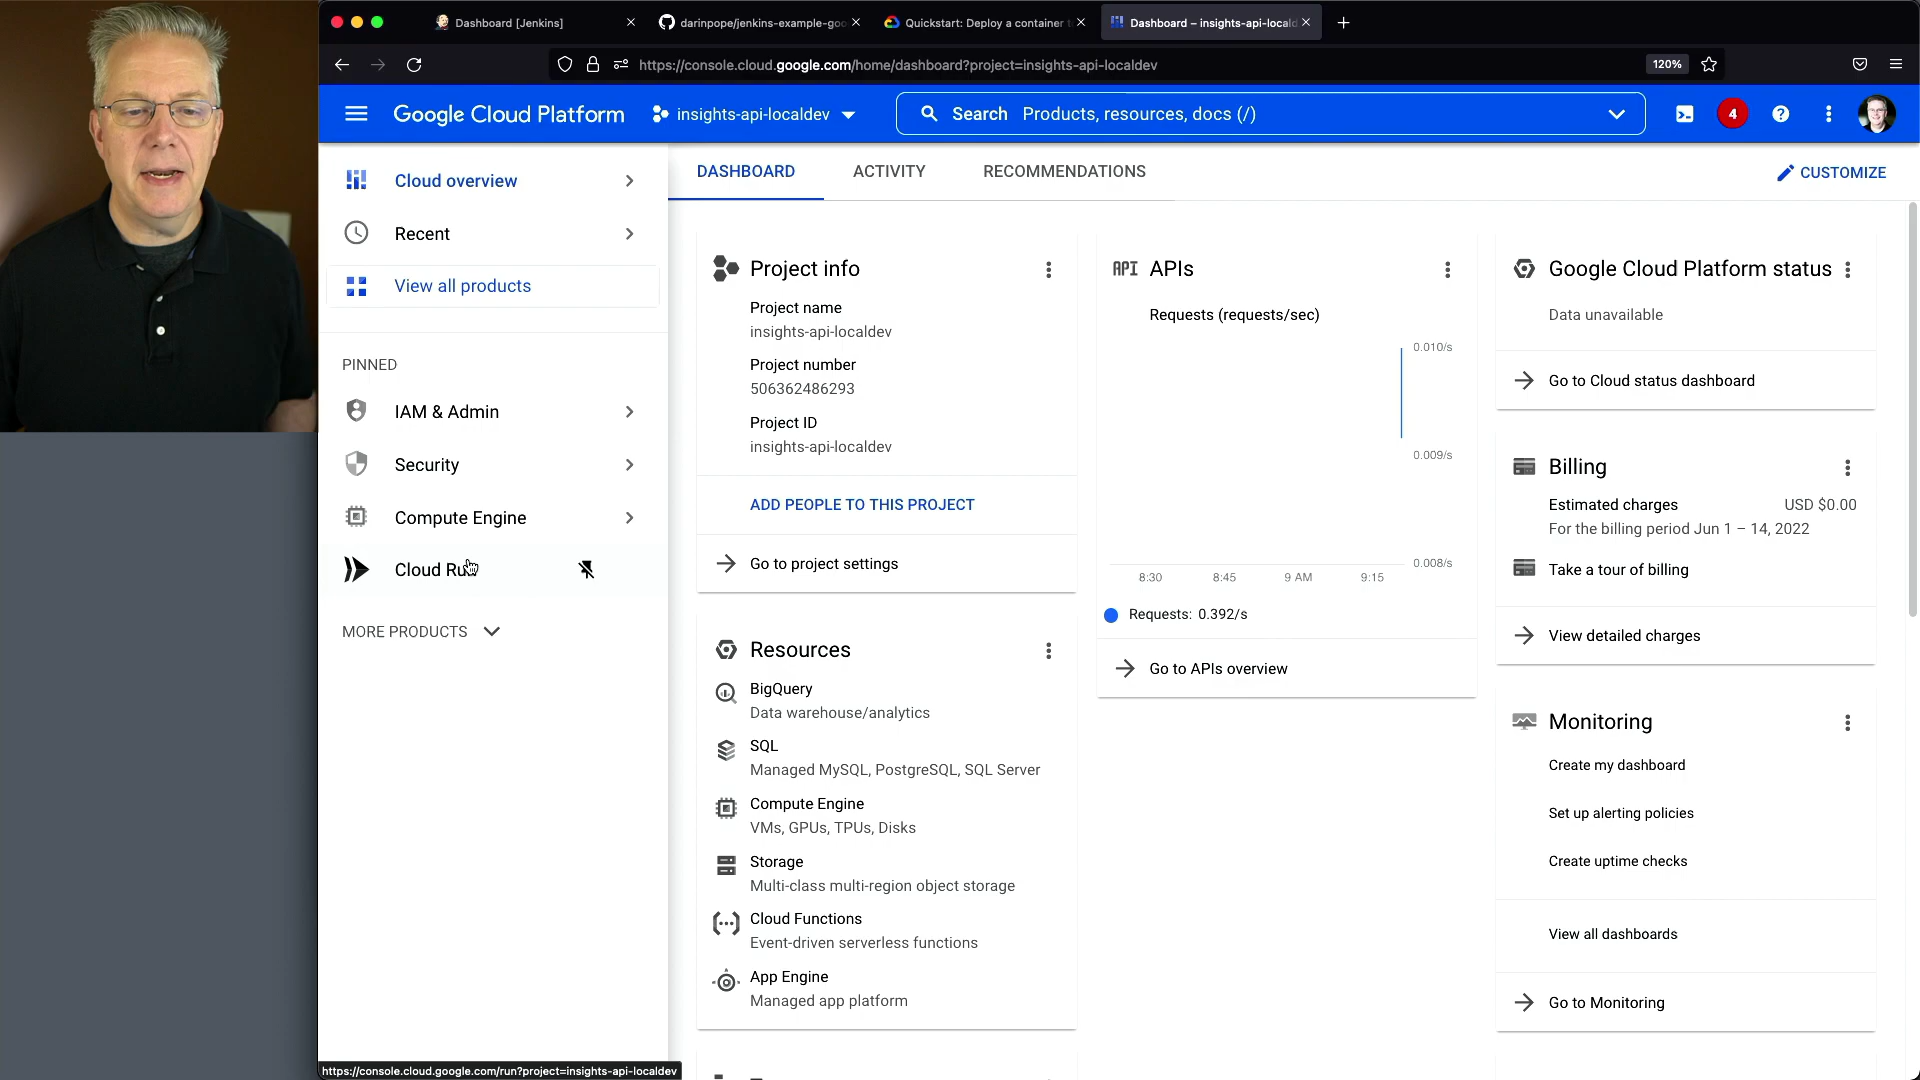 Dashboard [Jenkins]
darinpope/jenkins-example-goo
Quickstart: Deploy a container t
Dashboard – insights-api-locald
https://console.cloud.google.com/home/dashboard?project=insights-api-localdev
120%
Google Cloud Platform
insights-api-localdev
Search Products, resources, docs (/)
4
Cloud overview
Recent
View all products
PINNED
IAM & Admin
Security
Compute Engine
Cloud Run
MORE PRODUCTS
DASHBOARD
ACTIVITY
RECOMMENDATIONS
CUSTOMIZE
Project info
Project name
insights-api-localdev
Project number
506362486293
Project ID
insights-api-localdev
ADD PEOPLE TO THIS PROJECT
Go to project settings
Resources
BigQuery
Data warehouse/analytics
SQL
Managed MySQL, PostgreSQL, SQL Server
Compute Engine
VMs, GPUs, TPUs, Disks
Storage
Multi-class multi-region object storage
Cloud Functions
Event-driven serverless functions
App Engine
Managed app platform
API APIs
Requests (requests/sec)
0.010/s
0.009/s
0.008/s
8:30 8:45 9 AM 9:15
Requests: 0.392/s
Go to APIs overview
Google Cloud Platform status
Data unavailable
Go to Cloud status dashboard
Billing
Estimated charges USD $0.00
For the billing period Jun 1 – 14, 2022
Take a tour of billing
View detailed charges
Monitoring
Create my dashboard
Set up alerting policies
Create uptime checks
View all dashboards
Go to Monitoring
https://console.cloud.google.com/run?project=insights-api-localdev